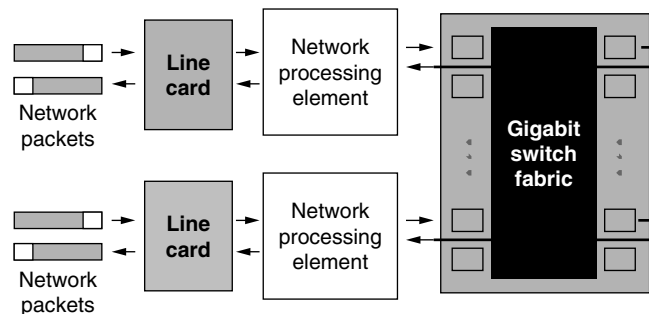 Network
packets
Line
card
Network
processing
element
Gigabit
switch
fabric
Network
packets
Line
card
Network
processing
element